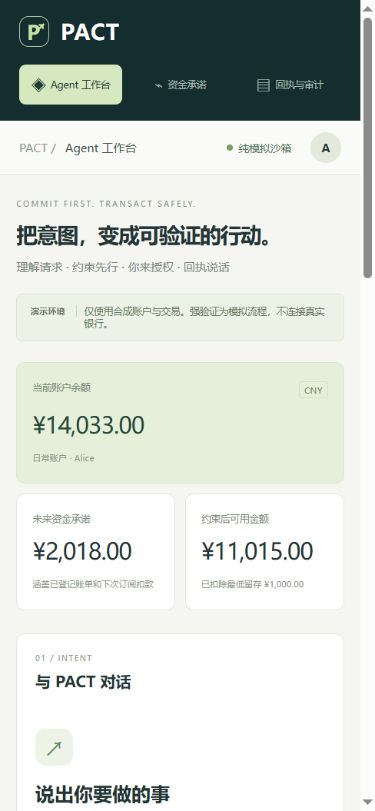 PACT
Agent 工作台
资金承诺
回执与审计
PACT / Agent 工作台
纯模拟沙箱
A
COMMIT FIRST. TRANSACT SAFELY.
把意图，变成可验证的行动。
理解请求 · 约束先行 · 你来授权 · 回执说话
演示环境
仅使用合成账户与交易。强验证为模拟流程，不连接真实
银行。
当前账户余额
CNY
¥14,033.00
日常账户 · Alice
未来资金承诺
¥2,018.00
涵盖已登记账单和下次订阅扣款
约束后可用金额
¥11,015.00
已扣除最低留存 ¥1,000.00
01 / INTENT
与 PACT 对话
说出你要做的事